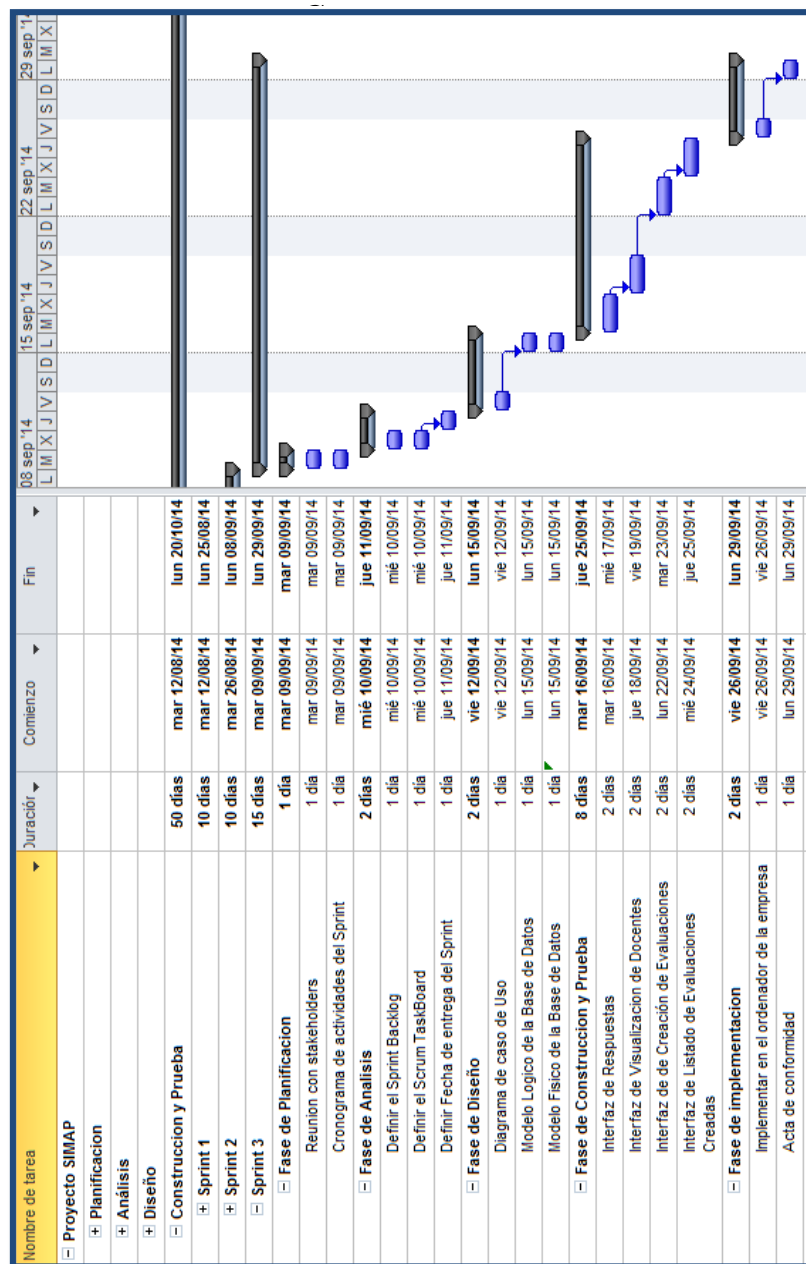 Nombre de tarea Duración Comienzo Fin 08 sep '14 15 sep '14 22 sep '14 29 sep '14
L M X J V S D L M X J V S D L M X J V S D L M X
Proyecto SIMAP
Planificacion
Análisis
Diseño
Construccion y Prueba 50 días mar 12/08/14 lun 20/10/14
Sprint 1 10 días mar 12/08/14 lun 25/08/14
Sprint 2 10 días mar 26/08/14 lun 08/09/14
Sprint 3 15 días mar 09/09/14 lun 29/09/14
Fase de Planificacion 1 día mar 09/09/14 mar 09/09/14
Reunion con stakeholders 1 día mar 09/09/14 mar 09/09/14
Cronograma de actividades del Sprint 1 día mar 09/09/14 mar 09/09/14
Fase de Analisis 2 días mié 10/09/14 jue 11/09/14
Definir el Sprint Backlog 1 día mié 10/09/14 mié 10/09/14
Definir el Scrum TaskBoard 1 día mié 10/09/14 mié 10/09/14
Definir Fecha de entrega del Sprint 1 día jue 11/09/14 jue 11/09/14
Fase de Diseño 2 días vie 12/09/14 lun 15/09/14
Diagrama de caso de Uso 1 día vie 12/09/14 vie 12/09/14
Modelo Logico de la Base de Datos 1 día lun 15/09/14 lun 15/09/14
Modelo Fisico de la Base de Datos 1 día lun 15/09/14 lun 15/09/14
Fase de Construccion y Prueba 8 días mar 16/09/14 jue 25/09/14
Interfaz de Respuestas 2 días mar 16/09/14 mié 17/09/14
Interfaz de Visualizacion de Docentes 2 días jue 18/09/14 vie 19/09/14
Interfaz de de Creación de Evaluaciones 2 días lun 22/09/14 mar 23/09/14
Interfaz de Listado de Evaluaciones 2 días mié 24/09/14 jue 25/09/14
Creadas
Fase de implementacion 2 días vie 26/09/14 lun 29/09/14
Implementar en el ordenador de la empresa 1 día vie 26/09/14 vie 26/09/14
Acta de conformidad 1 día lun 29/09/14 lun 29/09/14